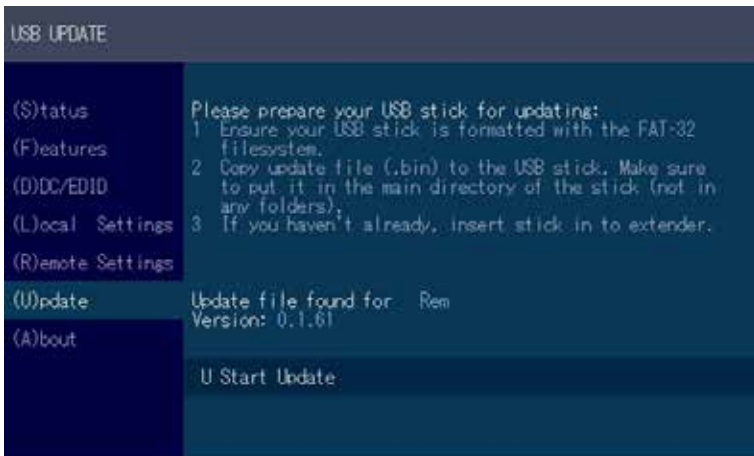 USB UPDATE
(S)tatus
(F)eatures
(D)DC/EDID
(L)ocal Settings
(R)emote Settings
(U)pdate
(A)bout
Please prepare your USB stick for updating:
1 Ensure your USB stick is formatted with the FAT-32
filesystem.
2 Copy update file (.bin) to the USB stick. Make sure
to put it in the main directory of the stick (not in
any folders).
3 If you haven't already, insert stick in to extender.
Update file found for Rem
Version: 0.1.61
U Start Update